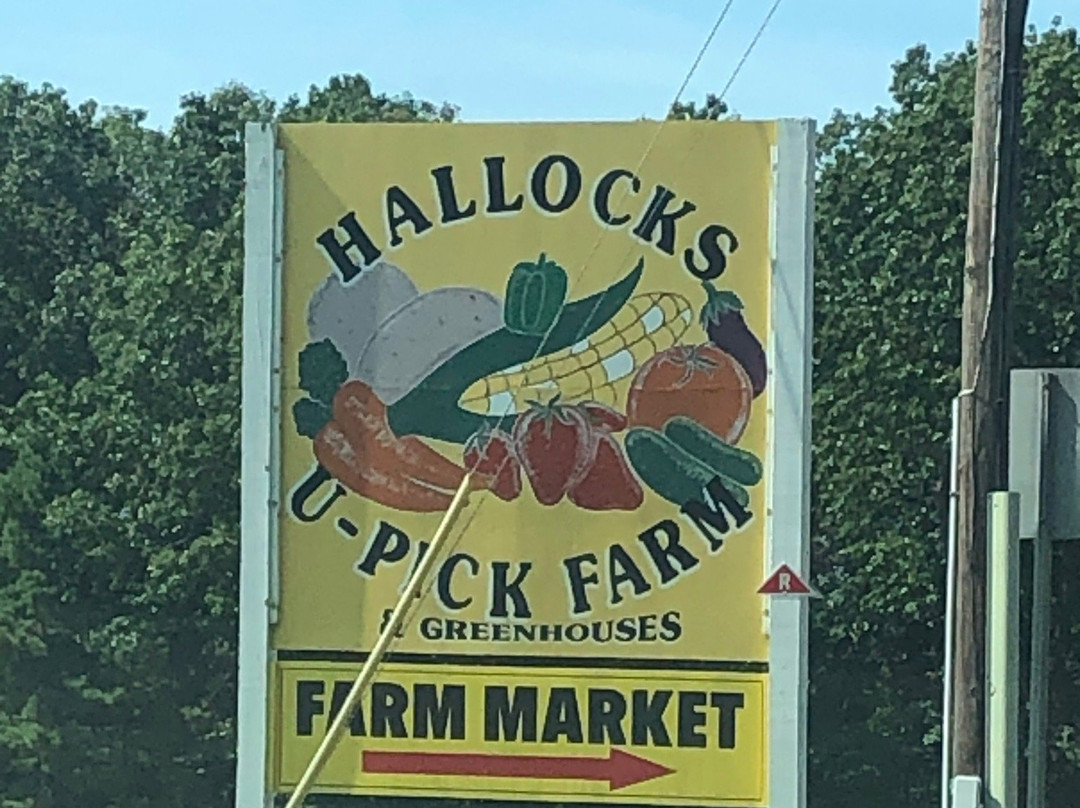 HALLOCKS
U-PICK FARM
& GREENHOUSES
R
FARM MARKET